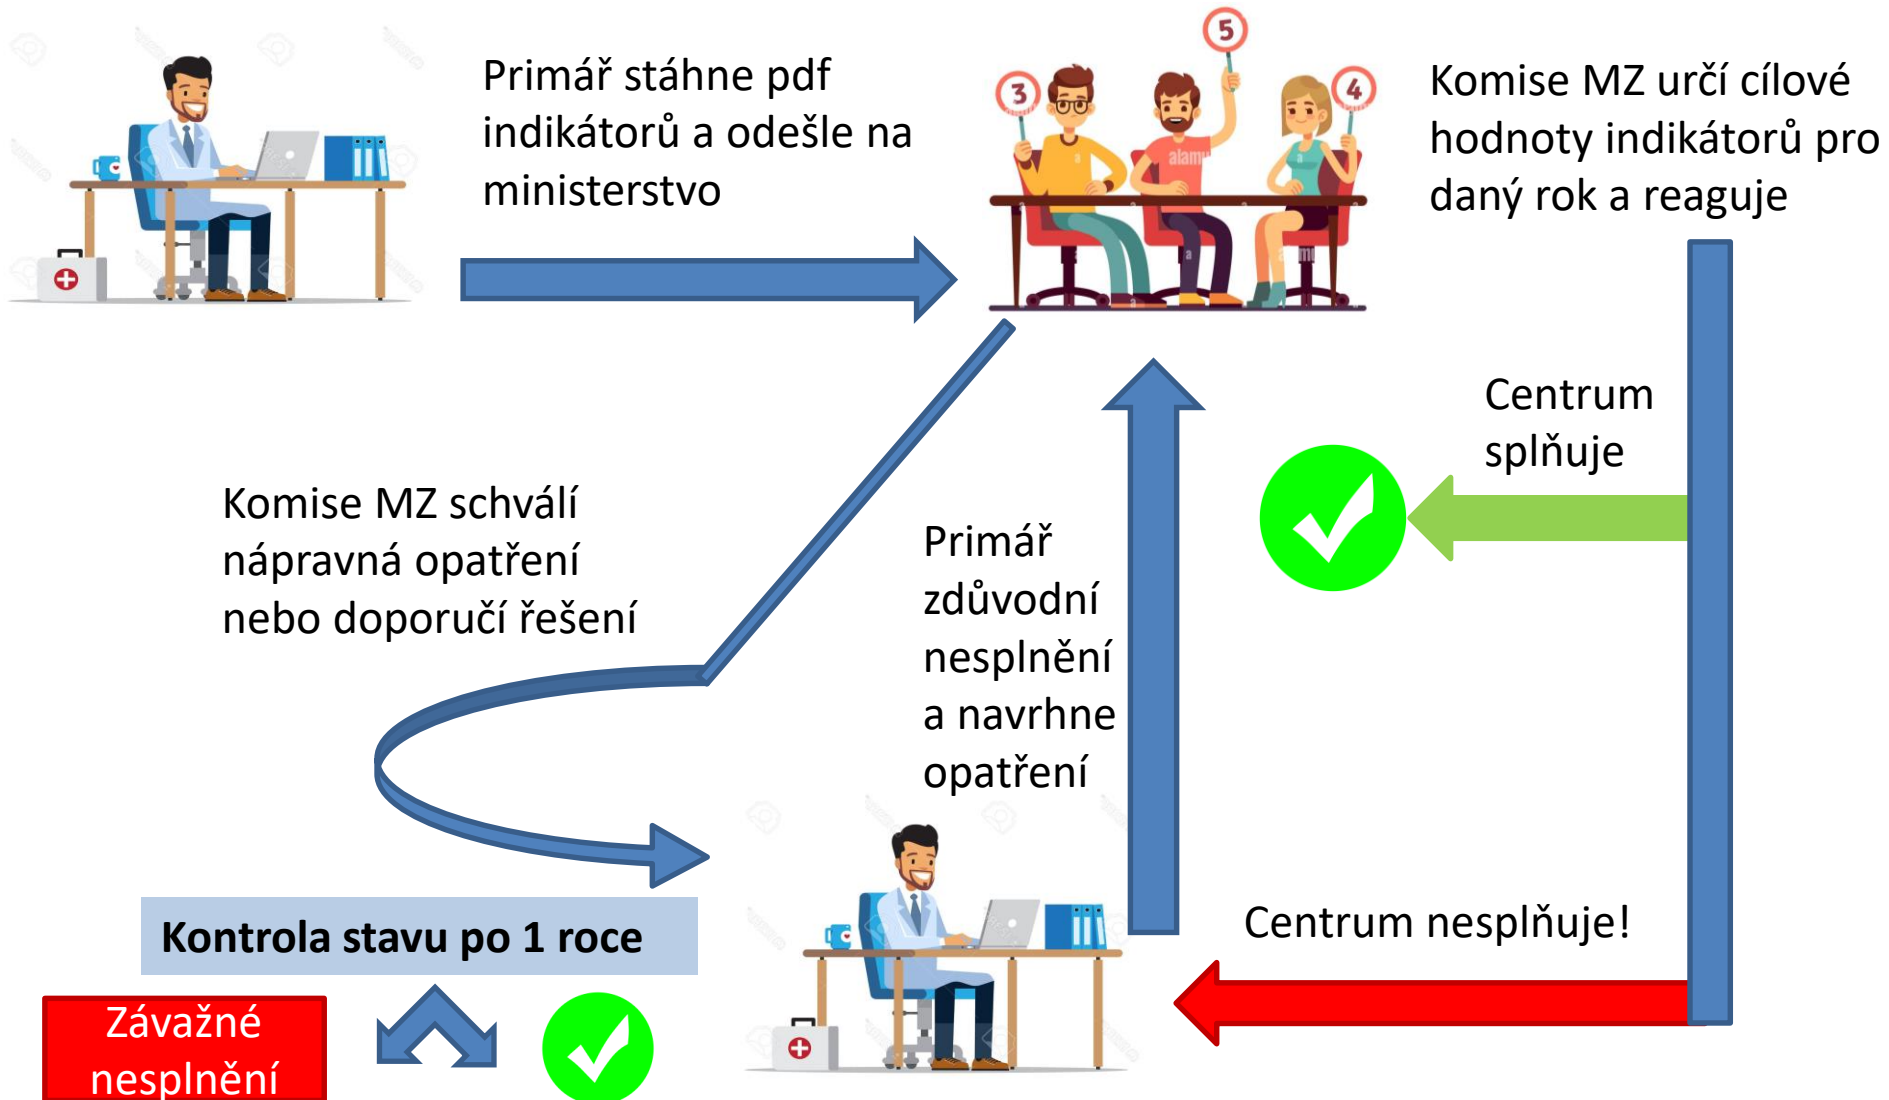 Primář stáhne pdf
indikátorů a odešle na
ministerstvo
3
5
4
alamu
Komise MZ určí cílové
hodnoty indikátorů pro
daný rok a reaguje
Centrum
splňuje
Komise MZ schválí
nápravná opatření
nebo doporučí řešení
Primář
zdůvodní
nesplnění
a navrhne
opatření
Centrum nesplňuje!
Kontrola stavu po 1 roce
Závažné
nesplnění